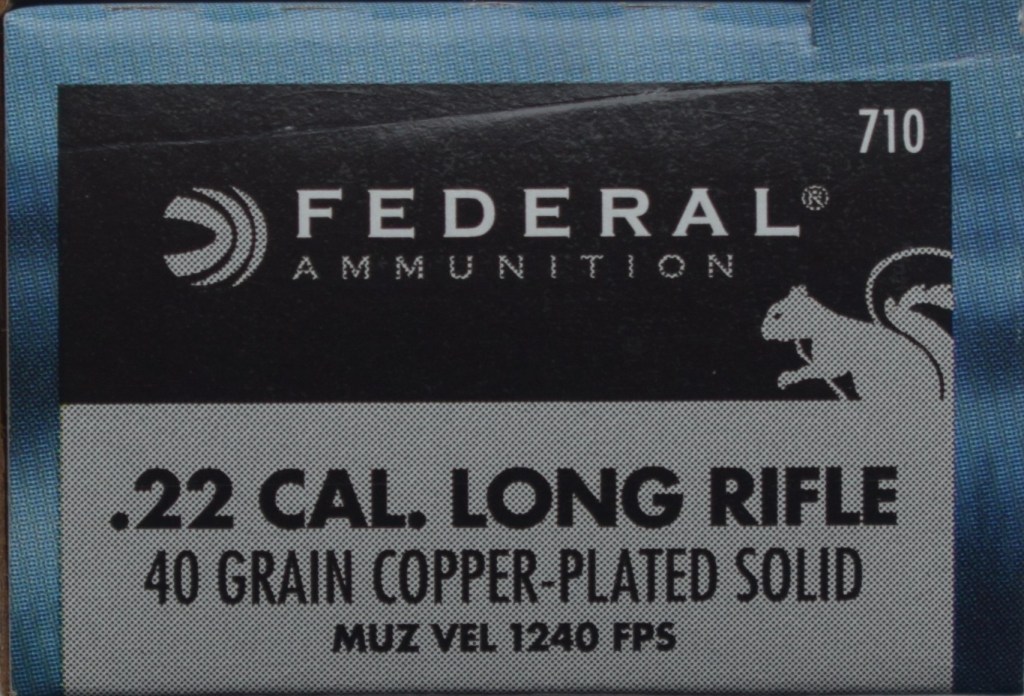 710
FEDERAL®
AMMUNITION
.22 CAL. LONG RIFLE
40 GRAIN COPPER-PLATED SOLID
MUZ VEL 1240 FPS